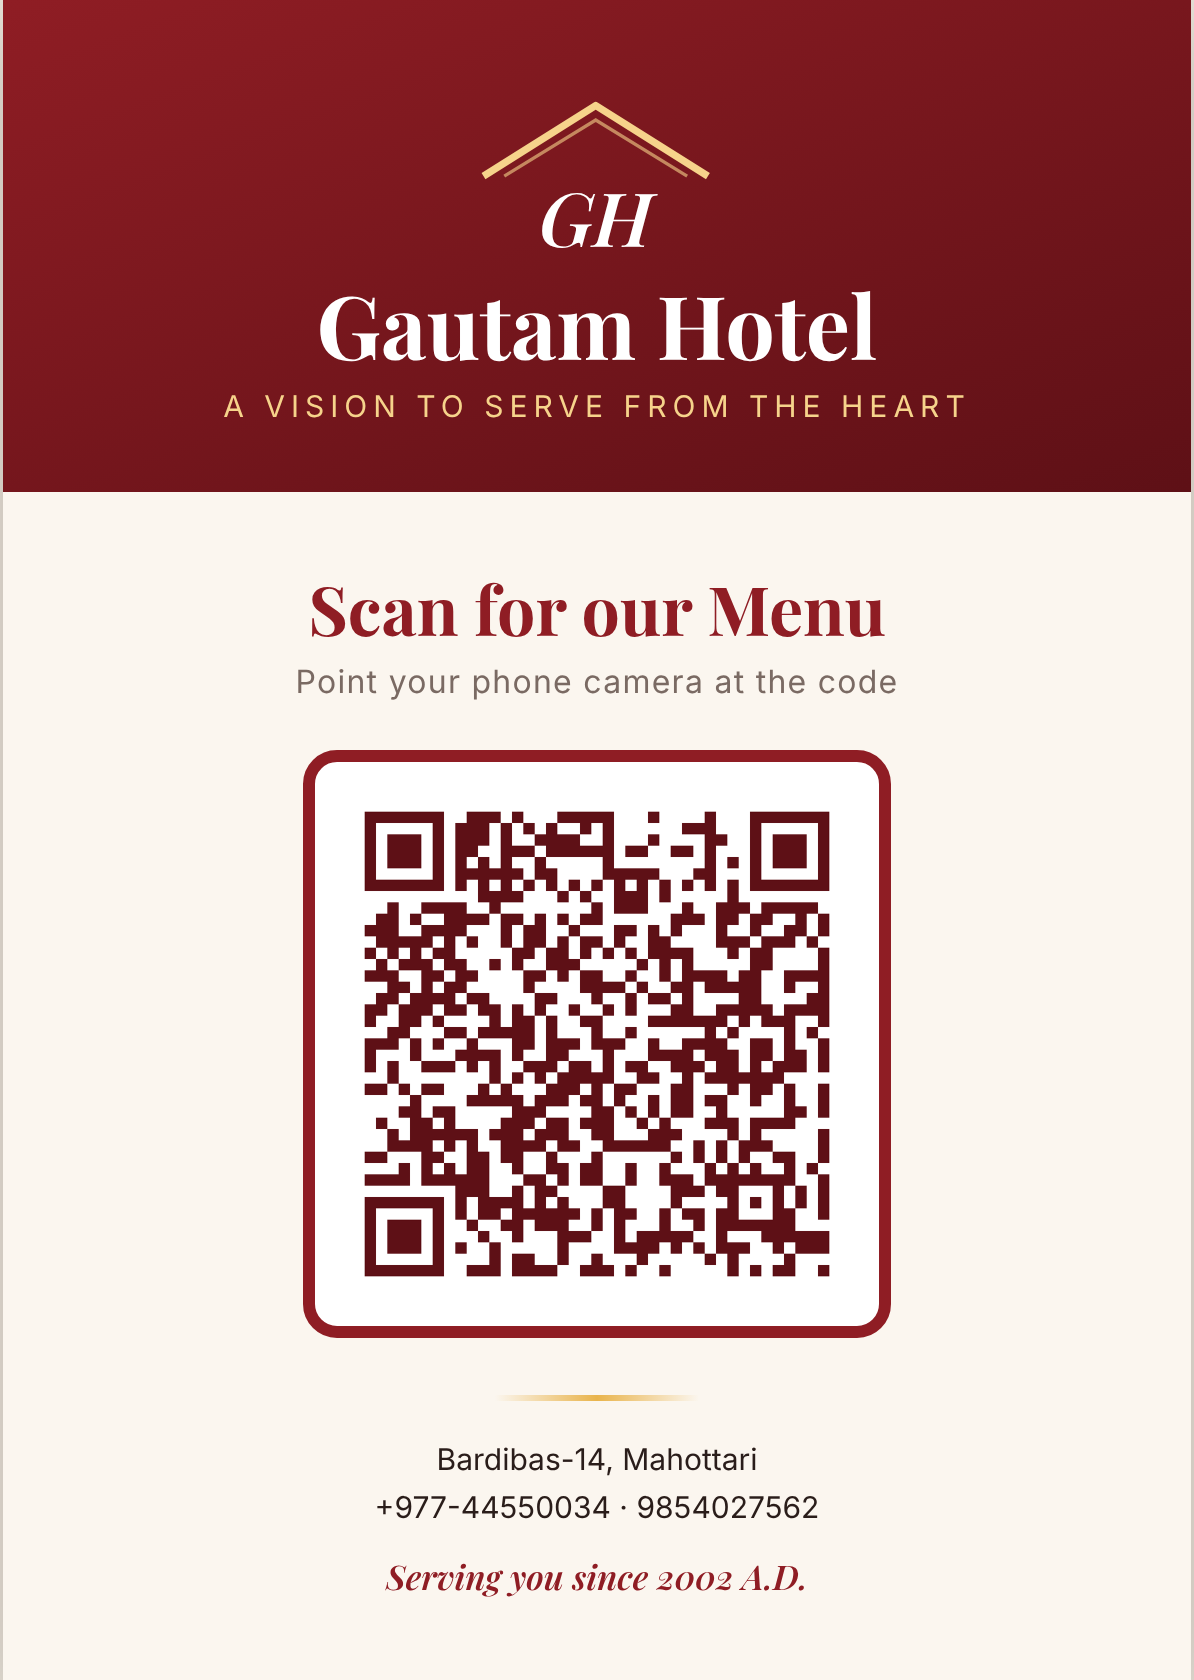 GH
Gautam Hotel
A VISION TO SERVE FROM THE HEART
Scan for our Menu
Point your phone camera at the code
Bardibas-14, Mahottari
+977-44550034 · 9854027562
Serving you since 2002 A.D.